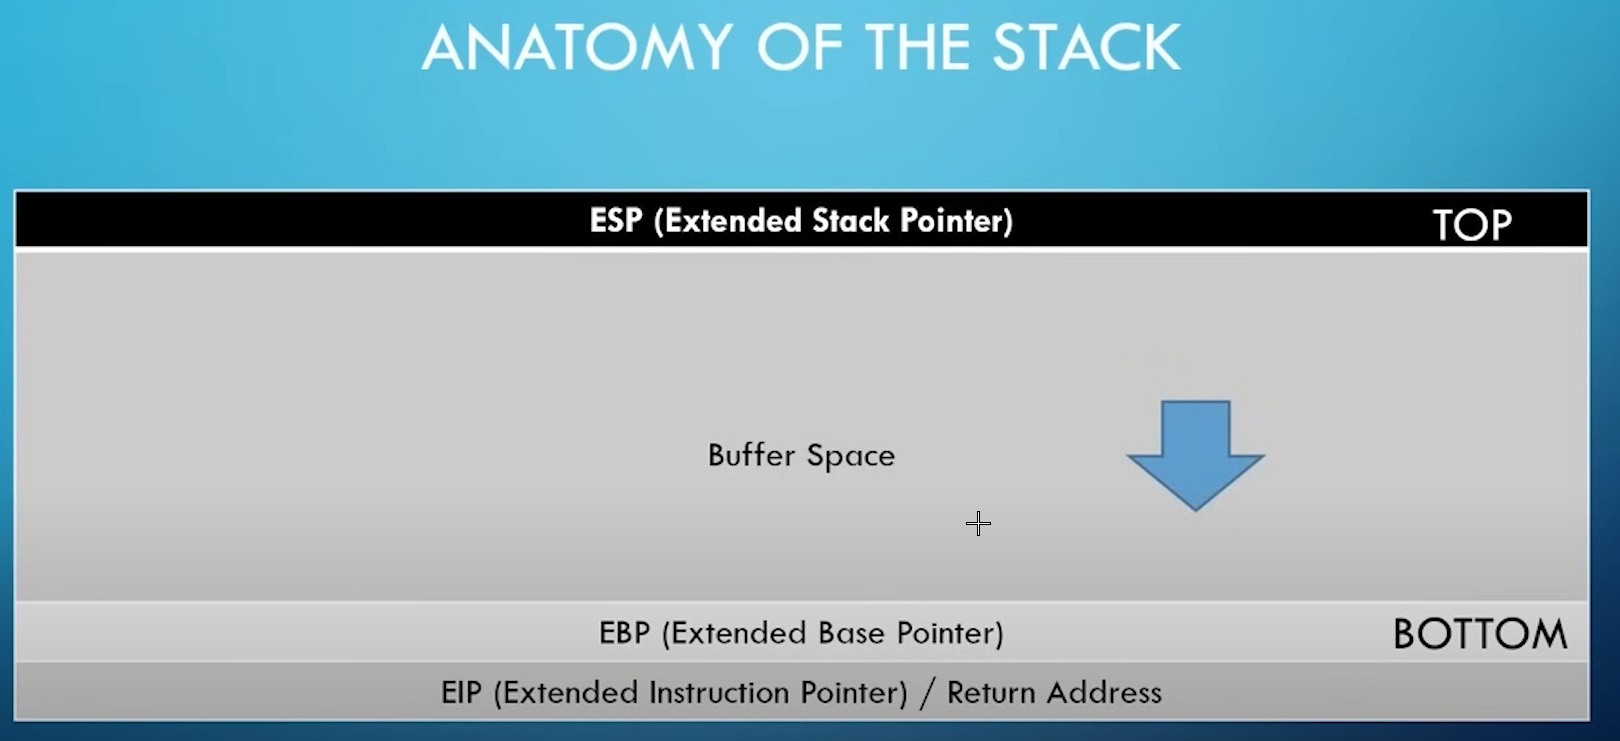 ANATOMY OF THE STACK
ESP (Extended Stack Pointer) TOP
Buffer Space
EBP (Extended Base Pointer) BOTTOM
EIP (Extended Instruction Pointer) / Return Address